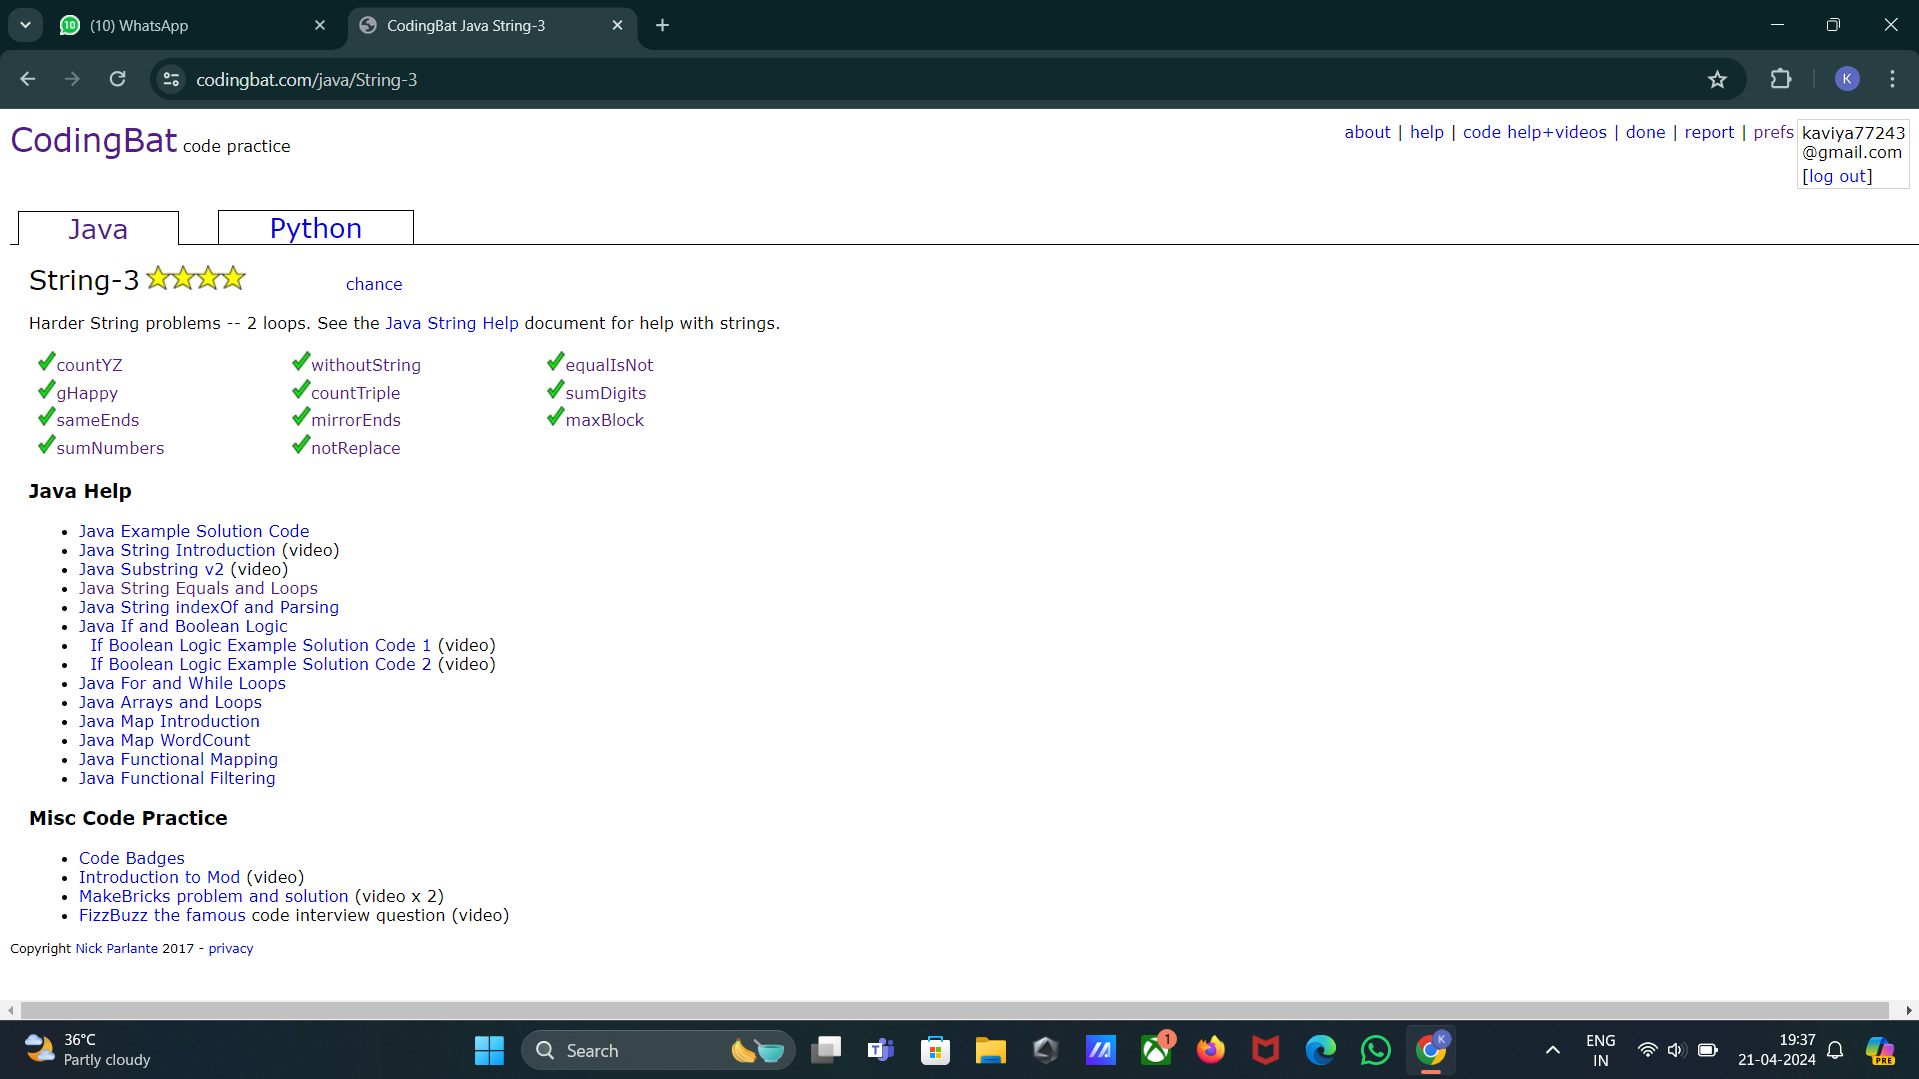 (10) WhatsApp
CodingBat Java String-3
codingbat.com/java/String-3
K
CodingBat code practice
about | help | code help+videos | done | report | prefs
kaviya77243
@gmail.com
[log out]
Java
Python
String-3
chance
Harder String problems -- 2 loops. See the Java String Help document for help with strings.
countYZ withoutString equalIsNot
gHappy countTriple sumDigits
sameEnds mirrorEnds maxBlock
sumNumbers notReplace
Java Help
Java Example Solution Code
Java String Introduction (video)
Java Substring v2 (video)
Java String Equals and Loops
Java String indexOf and Parsing
Java If and Boolean Logic
If Boolean Logic Example Solution Code 1 (video)
If Boolean Logic Example Solution Code 2 (video)
Java For and While Loops
Java Arrays and Loops
Java Map Introduction
Java Map WordCount
Java Functional Mapping
Java Functional Filtering
Misc Code Practice
Code Badges
Introduction to Mod (video)
MakeBricks problem and solution (video x 2)
FizzBuzz the famous code interview question (video)
Copyright Nick Parlante 2017 - privacy
36°C
Partly cloudy
Search
1
K
ENG
IN
19:37
21-04-2024
PRE